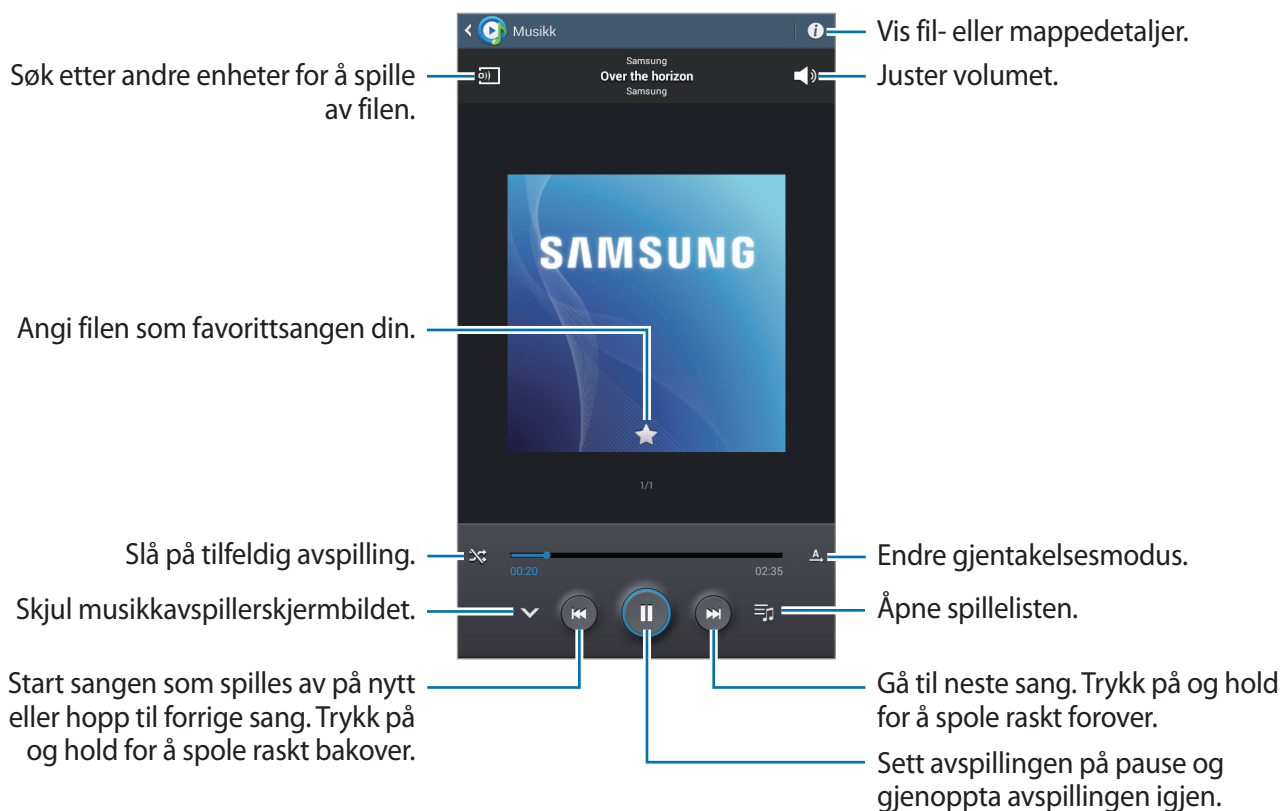 Musikk
Vis fil- eller mappedetaljer.
Søk etter andre enheter for å spille
av filen.
Samsung
Over the horizon
Samsung
Juster volumet.
SAMSUNG
Angi filen som favorittsangen din.
1/1
Slå på tilfeldig avspilling.
00:20
02:35
A
Endre gjentakelsesmodus.
Skjul musikkavspillerskjermbildet.
Åpne spillelisten.
Start sangen som spilles av på nytt
eller hopp til forrige sang. Trykk på
og hold for å spole raskt bakover.
Gå til neste sang. Trykk på og hold
for å spole raskt forover.
Sett avspillingen på pause og
gjenoppta avspillingen igjen.